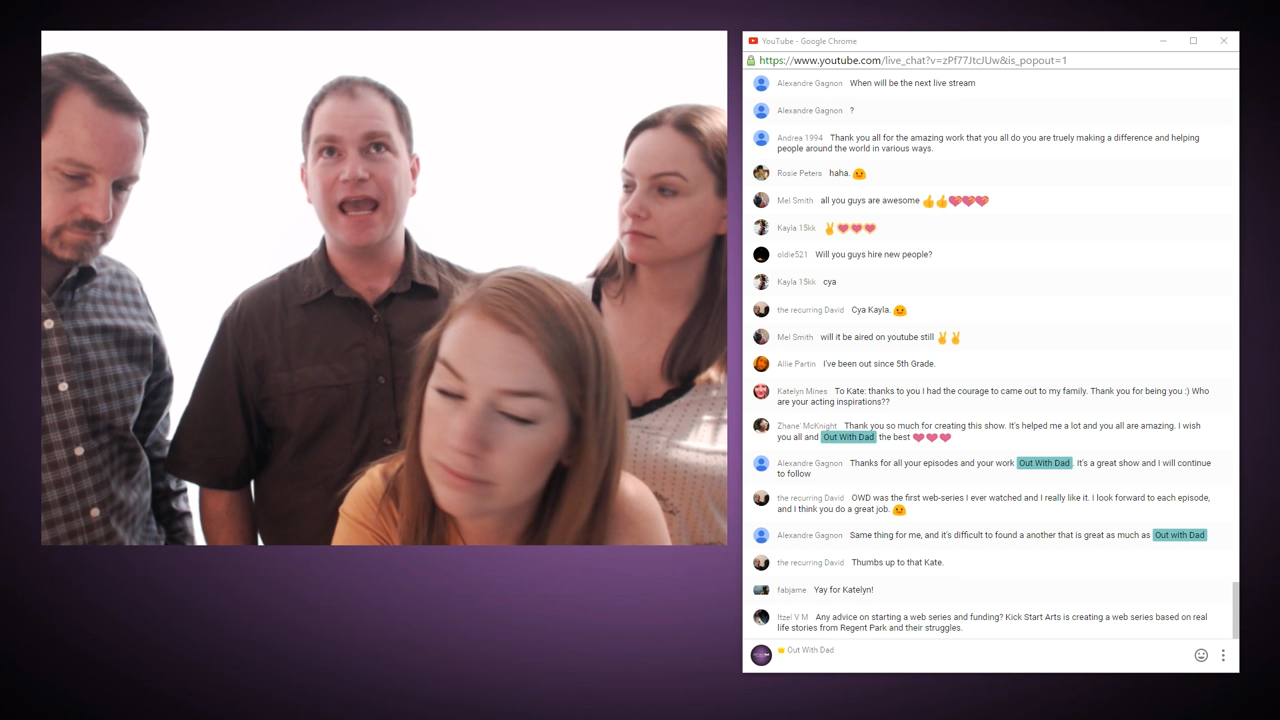 YouTube - Google Chrome
https://www.youtube.com/live_chat?v=zPf77JtcJUw&is_popout=1
Alexandre Gagnon When will be the next live stream
Alexandre Gagnon ?
Andrea 1994 Thank you all for the amazing work that you all do you are truely making a difference and helping
people around the world in various ways.
Rosie Peters haha.
Mel Smith all you guys are awesome
Kayla 15kk
oldie521 Will you guys hire new people?
Kayla 15kk cya
the recurring David Cya Kayla.
Mel Smith will it be aired on youtube still
Allie Partin I've been out since 5th Grade.
Katelyn Mines To Kate: thanks to you I had the courage to came out to my family. Thank you for being you :) Who
are your acting inspirations??
Zhane' McKnight Thank you so much for creating this show. It's helped me a lot and you all are amazing. I wish
you all and Out With Dad the best
Alexandre Gagnon Thanks for all your episodes and your work Out With Dad. It's a great show and I will continue
to follow
the recurring David OWD was the first web-series I ever watched and I really like it. I look forward to each episode,
and I think you do a great job.
Alexandre Gagnon Same thing for me, and it's difficult to found a another that is great as much as Out with Dad
the recurring David Thumbs up to that Kate.
fabjame Yay for Katelyn!
Itzel V M Any advice on starting a web series and funding? Kick Start Arts is creating a web series based on real
life stories from Regent Park and their struggles.
Out With Dad